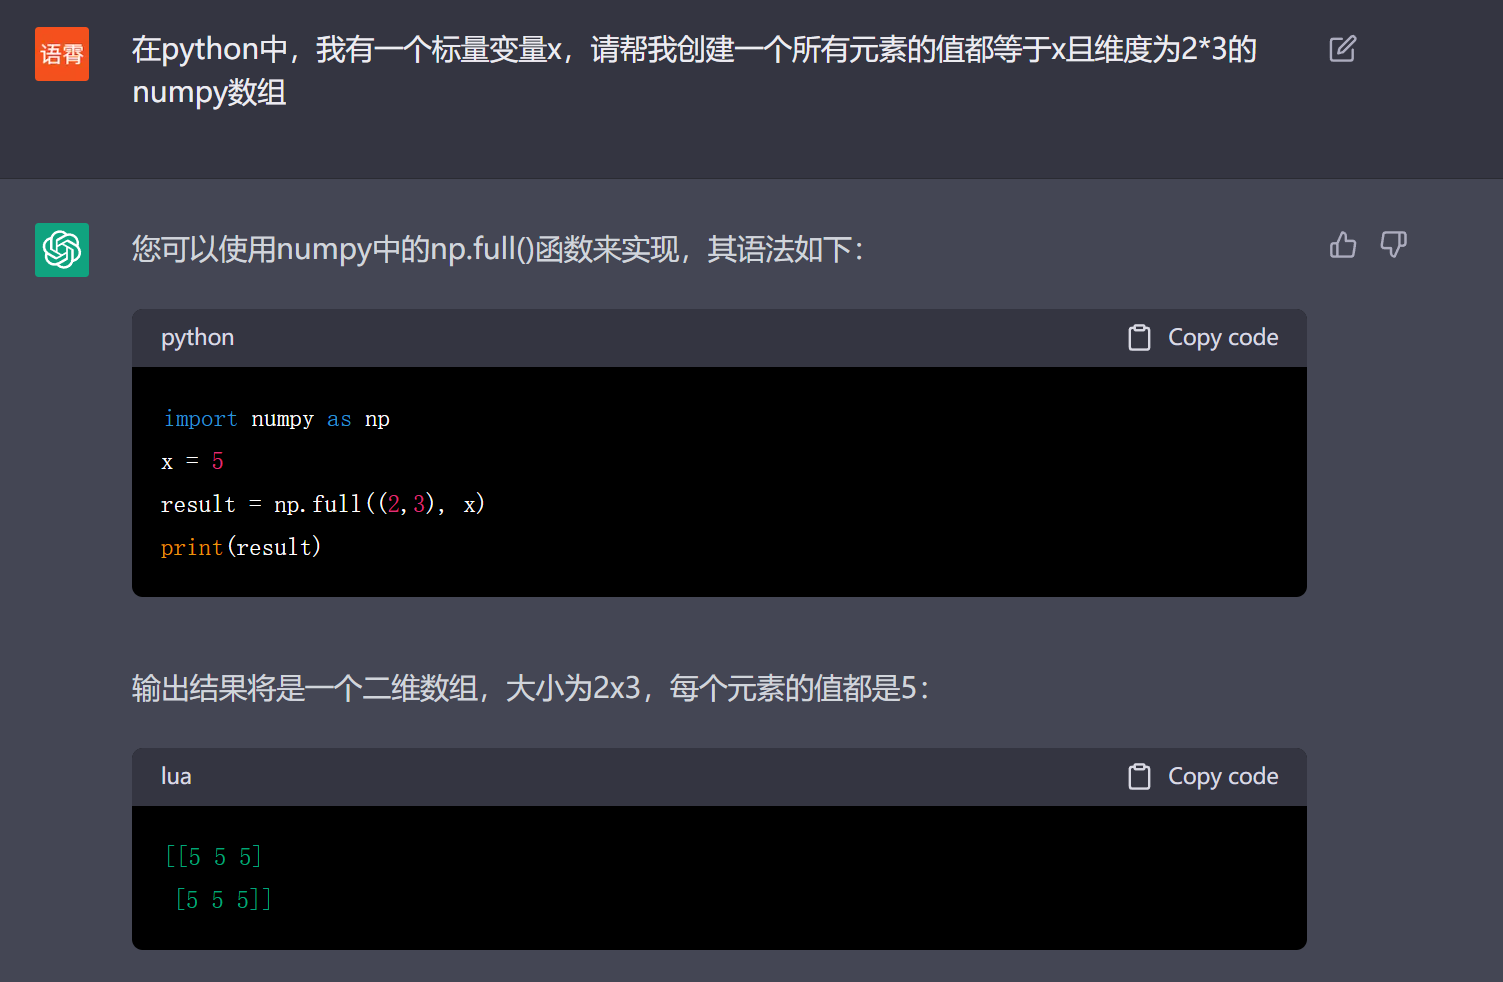 语霄
在python中，我有一个标量变量x，请帮我创建一个所有元素的值都等于x且维度为2*3的
numpy数组
您可以使用numpy中的np.full()函数来实现，其语法如下：
python
Copy code
import numpy as np
x = 5
result = np.full((2,3), x)
print(result)
输出结果将是一个二维数组，大小为2x3，每个元素的值都是5：
lua
Copy code
[[5 5 5]
 [5 5 5]]